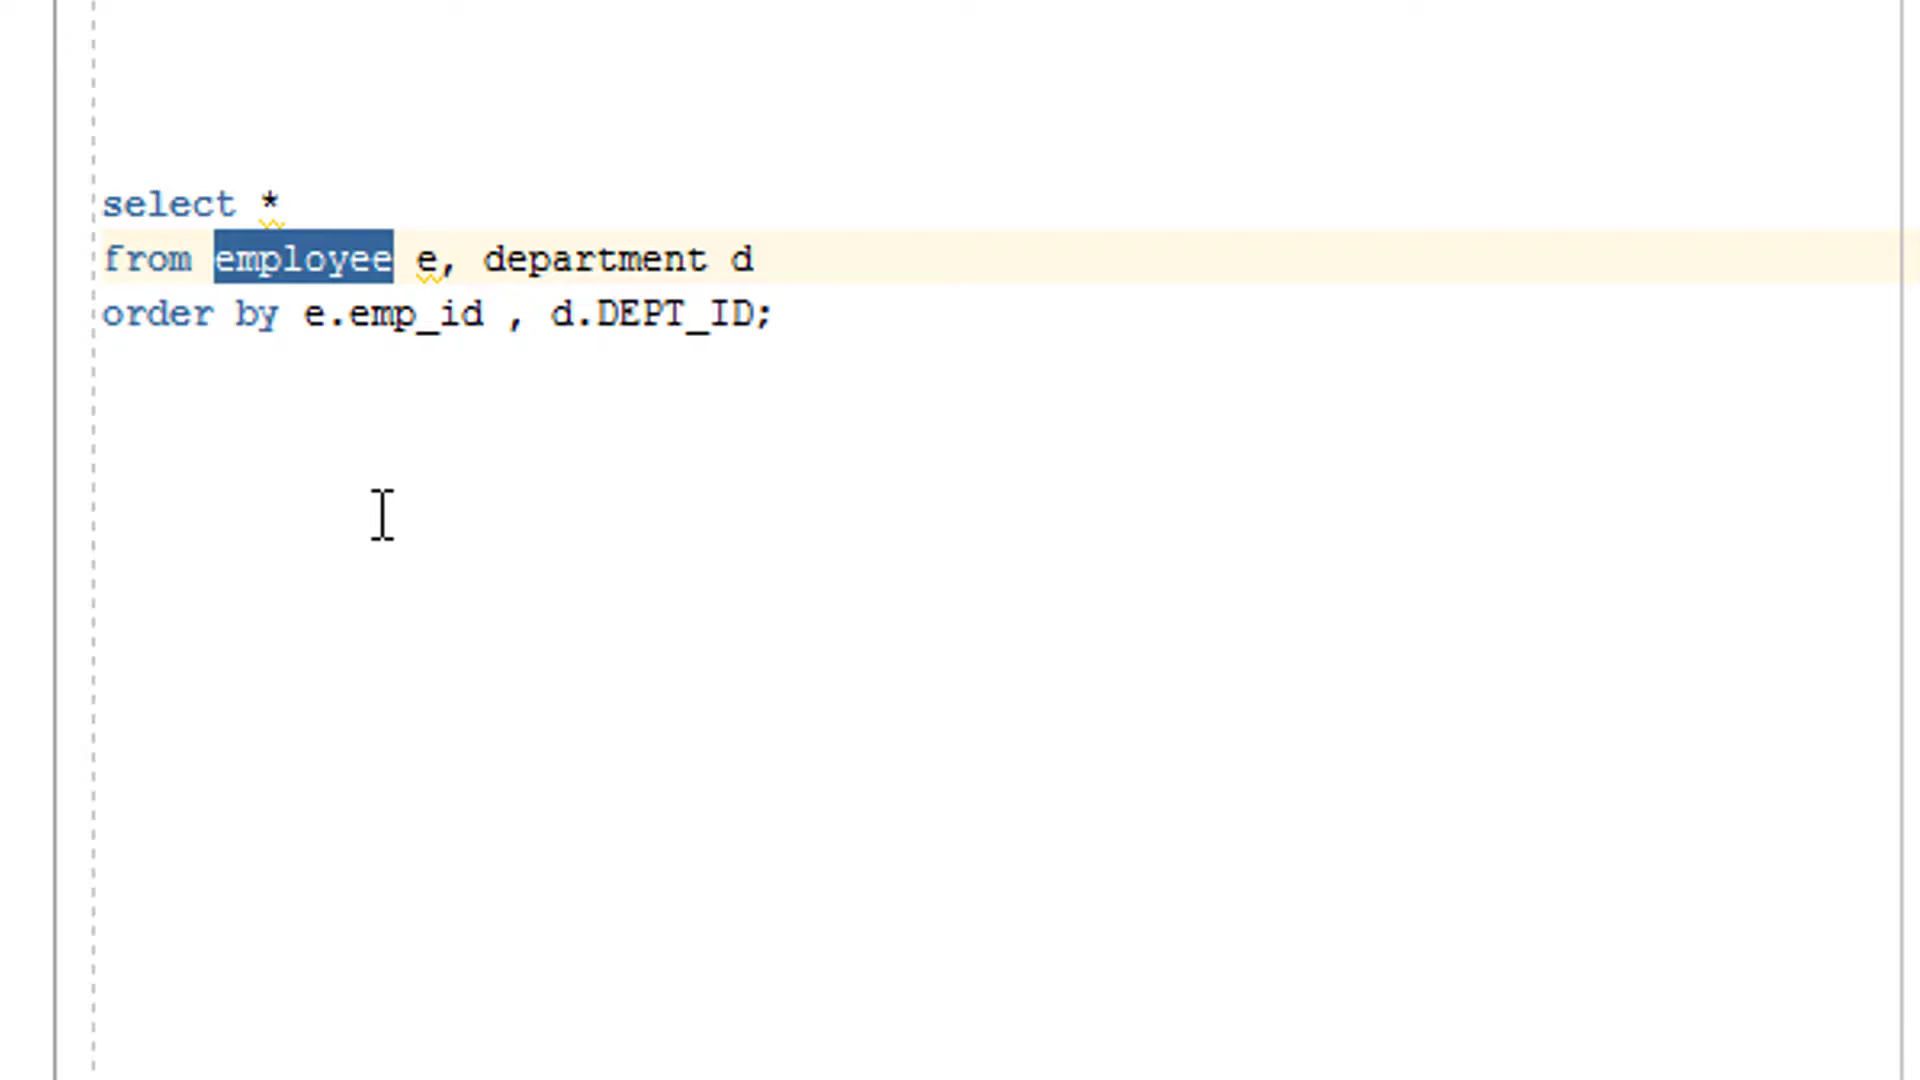 select *
from employee e, department d
order by e.emp_id , d.DEPT_ID;